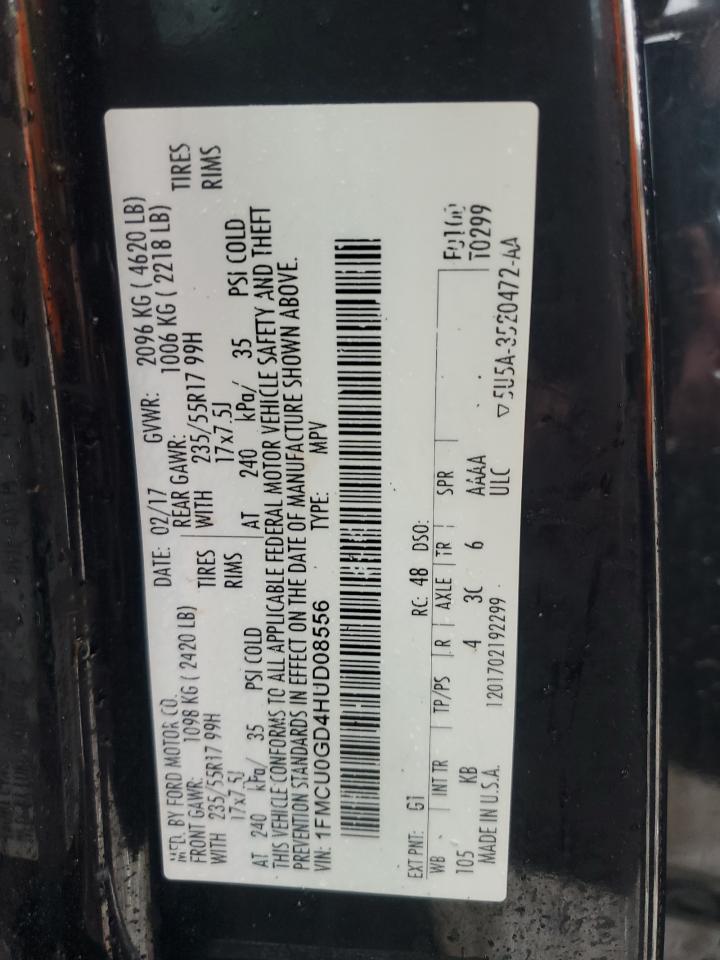 MFD. BY FORD MOTOR CO. DATE: 02/17 GVWR: 2096 KG ( 4620 LB)
FRONT GAWR: 1098 KG ( 2420 LB) REAR GAWR: 1006 KG ( 2218 LB)
WITH 235/55R17 99H TIRES WITH 235/55R17 99H TIRES
17x7.5J RIMS 17x7.5J RIMS
AT 240 kPa/ 35 PSI COLD AT 240 kPa/ 35 PSI COLD
THIS VEHICLE CONFORMS TO ALL APPLICABLE FEDERAL MOTOR VEHICLE SAFETY AND THEFT
PREVENTION STANDARDS IN EFFECT ON THE DATE OF MANUFACTURE SHOWN ABOVE.
VIN: 1FMCU0GD4HUD08556 TYPE: MPV
EXT PNT: G1 RC: 48 DSO:
WB INT TR TP/PS R AXLE TR SPR F0100
105 KB 4 3C 6 AAAA T0299
MADE IN U.S.A. 1201702192299 ULC
5U5A-3520472-AA